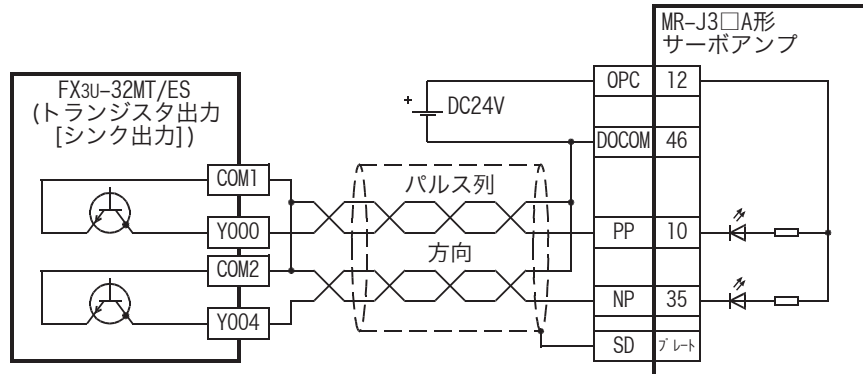 MR-J3□A形
サーボアンプ
FX3U-32MT/ES
(トランジスタ出力
[シンク出力])
DC24V
OPC 12
DOCOM 46
COM1
パルス列
Y000
PP 10
方向
COM2
NP 35
Y004
SD プレート